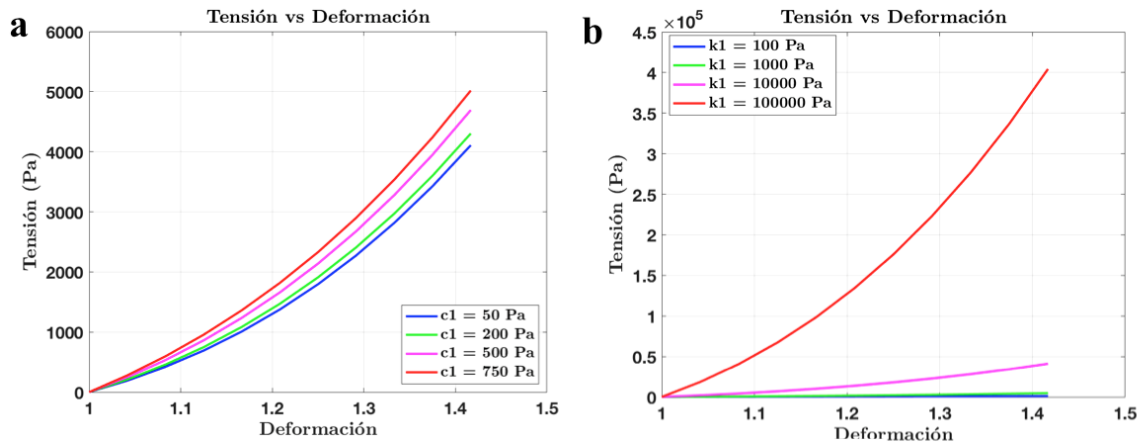 a
Tensión vs Deformación
6000
5000
4000
3000
2000
1000
0
Tensión (Pa)
c1 = 50 Pa
c1 = 200 Pa
c1 = 500 Pa
c1 = 750 Pa
1 1.1 1.2 1.3 1.4 1.5
Deformación
b
×10⁵
Tensión vs Deformación
4.5
4
3.5
3
2.5
2
1.5
1
0.5
0
Tensión (Pa)
k1 = 100 Pa
k1 = 1000 Pa
k1 = 10000 Pa
k1 = 100000 Pa
1 1.1 1.2 1.3 1.4 1.5
Deformación